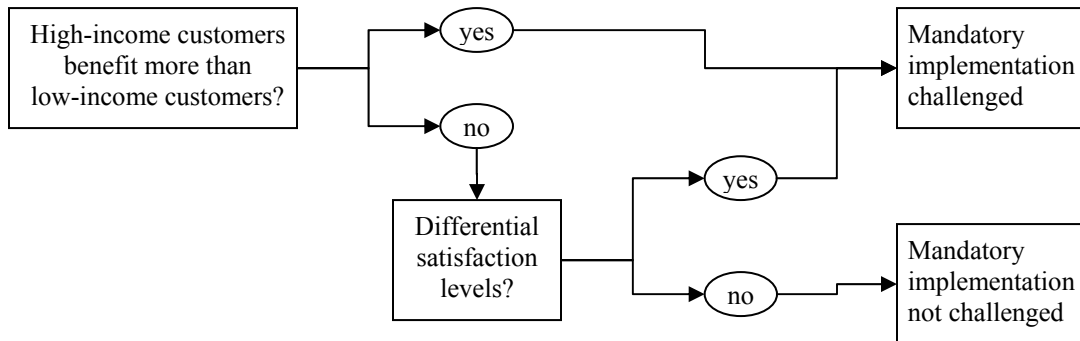 High-income customers
benefit more than
low-income customers?
yes
no
Mandatory
implementation
challenged
Differential
satisfaction
levels?
yes
no
Mandatory
implementation
not challenged